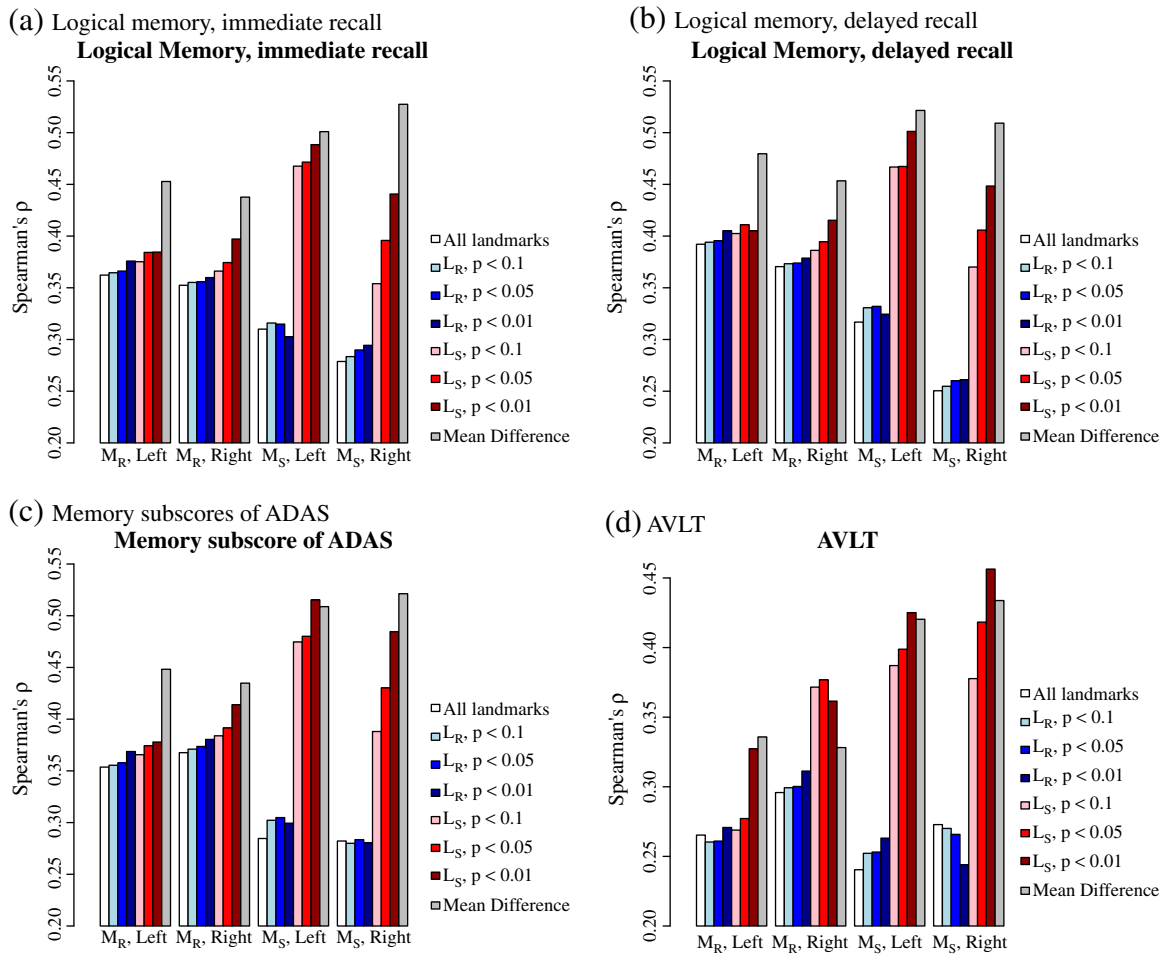 (a) Logical memory, immediate recall
Logical Memory, immediate recall
Spearman's ρ
0.55
0.50
0.45
0.40
0.35
0.30
0.25
0.20
M_R, Left M_R, Right M_S, Left M_S, Right
All landmarks
L_R, p < 0.1
L_R, p < 0.05
L_R, p < 0.01
L_S, p < 0.1
L_S, p < 0.05
L_S, p < 0.01
Mean Difference
(b) Logical memory, delayed recall
Logical Memory, delayed recall
Spearman's ρ
0.55
0.50
0.45
0.40
0.35
0.30
0.25
0.20
M_R, Left M_R, Right M_S, Left M_S, Right
All landmarks
L_R, p < 0.1
L_R, p < 0.05
L_R, p < 0.01
L_S, p < 0.1
L_S, p < 0.05
L_S, p < 0.01
Mean Difference
(c) Memory subscores of ADAS
Memory subscore of ADAS
Spearman's ρ
0.55
0.50
0.45
0.40
0.35
0.30
0.25
0.20
M_R, Left M_R, Right M_S, Left M_S, Right
All landmarks
L_R, p < 0.1
L_R, p < 0.05
L_R, p < 0.01
L_S, p < 0.1
L_S, p < 0.05
L_S, p < 0.01
Mean Difference
(d) AVLT
AVLT
Spearman's ρ
0.45
0.40
0.35
0.30
0.25
0.20
M_R, Left M_R, Right M_S, Left M_S, Right
All landmarks
L_R, p < 0.1
L_R, p < 0.05
L_R, p < 0.01
L_S, p < 0.1
L_S, p < 0.05
L_S, p < 0.01
Mean Difference